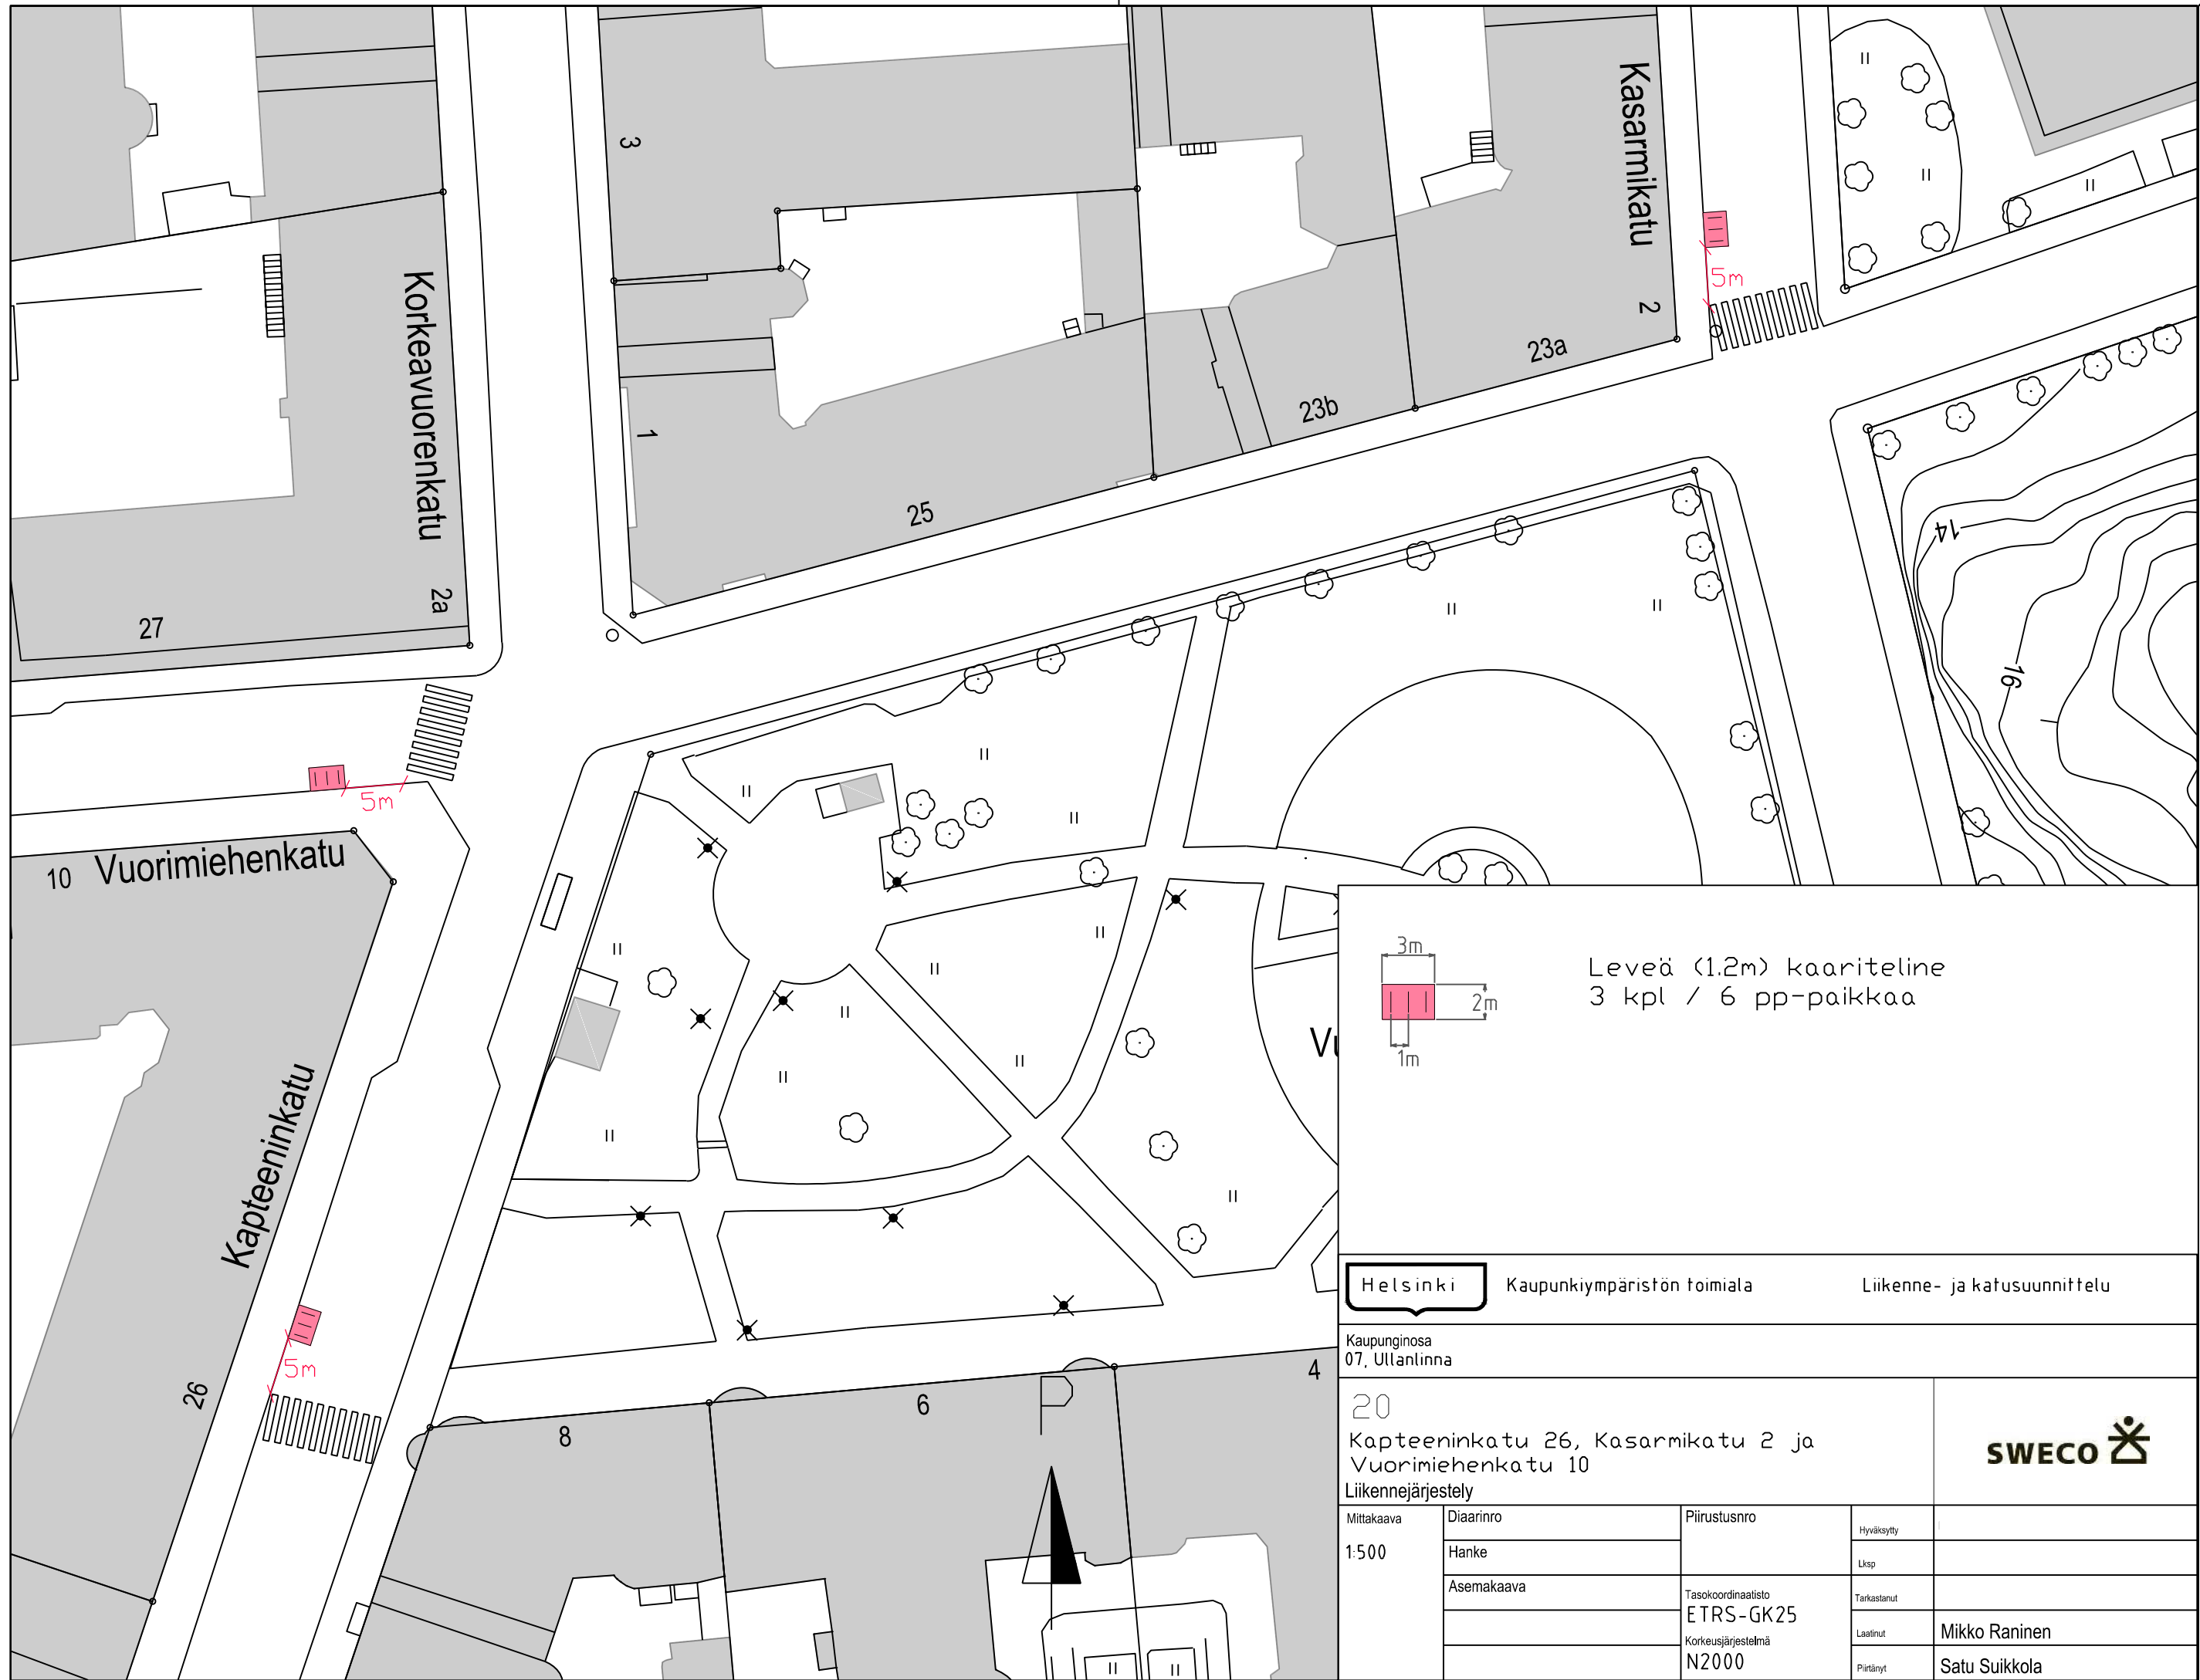 Kasarmikatu
3
2
5m
Korkeavuorenkatu
2a
1
23a
23b
25
27
14
16
5m
10 Vuorimiehenkatu
Kapteeninkatu
26
5m
8
6
4
P
3m
2m
1m
Leveä (1.2m) kaariteline
3 kpl / 6 pp-paikkaa
Helsinki Kaupunkiympäristön toimiala Liikenne- ja katusuunnittelu
Kaupunginosa
07, Ullanlinna
20
Kapteeninkatu 26, Kasarmikatu 2 ja
Vuorimiehenkatu 10
Liikennejärjestely
SWECO
Mittakaava
1:500
Diaarinro
Hanke
Asemakaava
Piirustusnro
Tasokoordinaatisto
ETRS-GK25
Korkeusjärjestelmä
N2000
Hyväksytty
Lksp
Tarkastanut
Laatinut Mikko Raninen
Piirtänyt Satu Suikkola